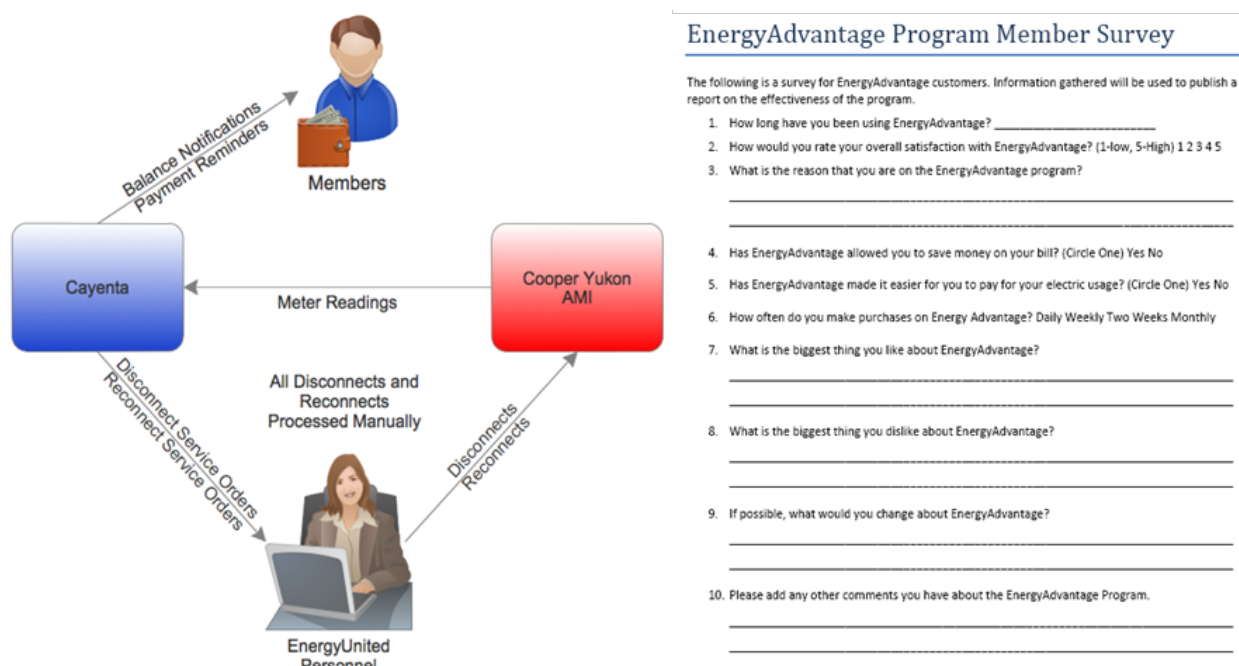 Balance Notifications
Payment Reminders
Members
Cayenta
Cooper Yukon
AMI
Meter Readings
Disconnect Service Orders
Reconnect Service Orders
All Disconnects and
Reconnects
Processed Manually
Disconnects
Reconnects
EnergyUnited
Personnel
EnergyAdvantage Program Member Survey
The following is a survey for EnergyAdvantage customers. Information gathered will be used to publish a
report on the effectiveness of the program.
1. How long have you been using EnergyAdvantage? ____________________
2. How would you rate your overall satisfaction with EnergyAdvantage? (1-low, 5-High) 1 2 3 4 5
3. What is the reason that you are on the EnergyAdvantage program?
4. Has EnergyAdvantage allowed you to save money on your bill? (Circle One) Yes No
5. Has EnergyAdvantage made it easier for you to pay for your electric usage? (Circle One) Yes No
6. How often do you make purchases on Energy Advantage? Daily Weekly Two Weeks Monthly
7. What is the biggest thing you like about EnergyAdvantage?
8. What is the biggest thing you dislike about EnergyAdvantage?
9. If possible, what would you change about EnergyAdvantage?
10. Please add any other comments you have about the EnergyAdvantage Program.